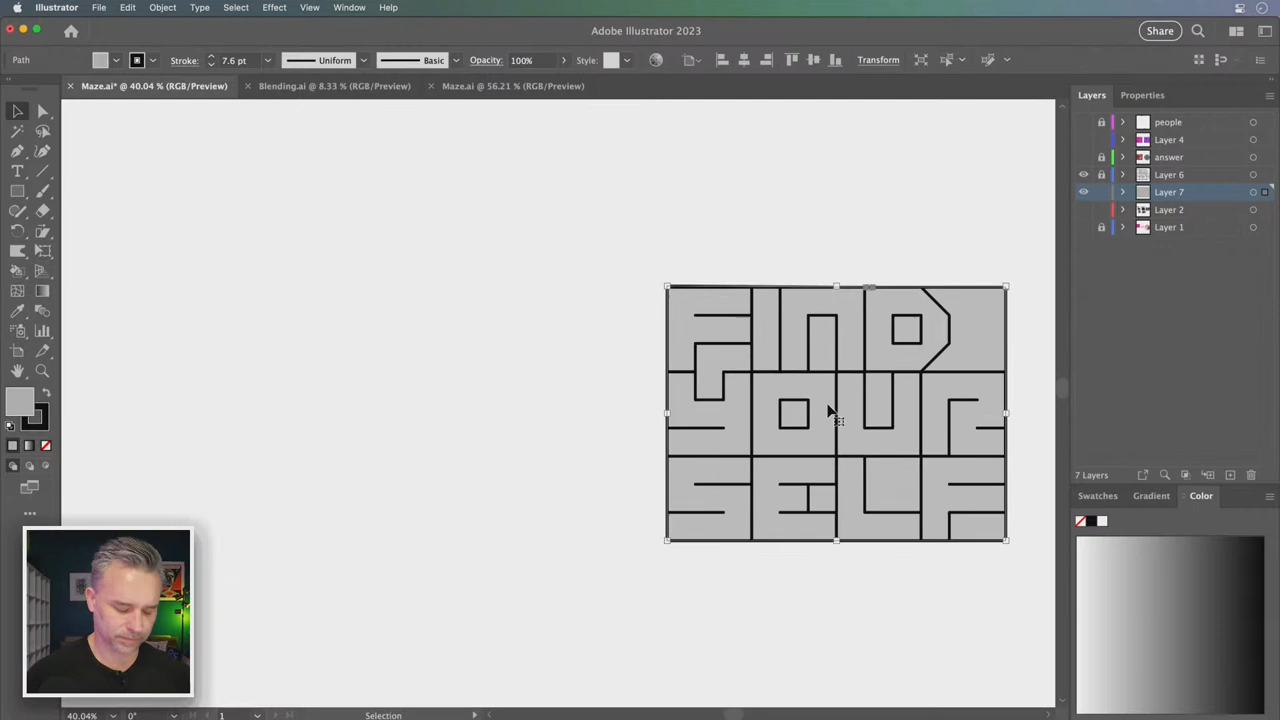 Illustrator File Edit Object Type Select Effect View Window Help
Adobe Illustrator 2023
Share
Path Stroke: 7.6 pt Uniform Basic Opacity: 100% Style: Transform
× Maze.ai* @ 40.04 % (RGB/Preview) × Blending.ai @ 8.33 % (RGB/Preview) × Maze.ai @ 56.21 % (RGB/Preview)
Layers Properties
people
Layer 4
answer
Layer 6
Layer 7
Layer 2
Layer 1
FIND
YOUR
SELF
7 Layers
Swatches Gradient Color
40.04% 0° 1 Selection